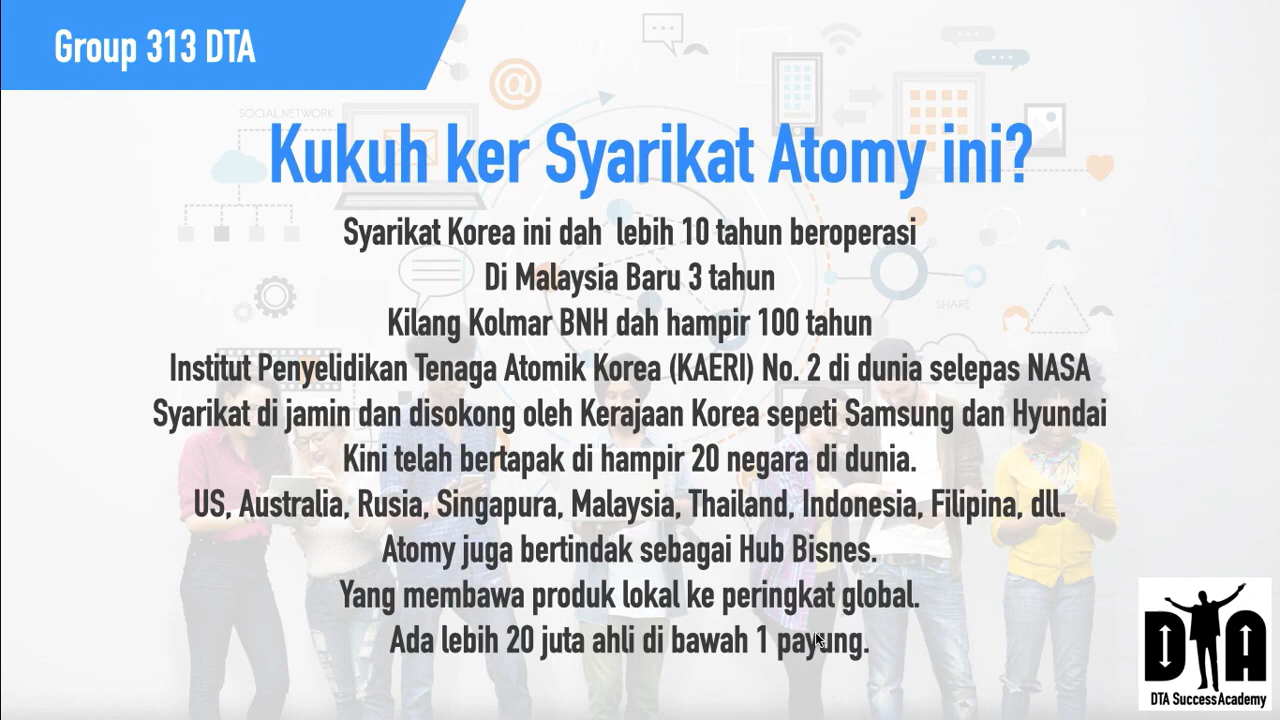 Group 313 DTA
SOCIAL NETWORK
Kukuh ker Syarikat Atomy ini?
Syarikat Korea ini dah lebih 10 tahun beroperasi
Di Malaysia Baru 3 tahun
Kilang Kolmar BNH dah hampir 100 tahun
SHARE
Institut Penyelidikan Tenaga Atomik Korea (KAERI) No. 2 di dunia selepas NASA
Syarikat di jamin dan disokong oleh Kerajaan Korea sepeti Samsung dan Hyundai
Kini telah bertapak di hampir 20 negara di dunia.
US, Australia, Rusia, Singapura, Malaysia, Thailand, Indonesia, Filipina, dll.
Atomy juga bertindak sebagai Hub Bisnes.
Yang membawa produk lokal ke peringkat global.
Ada lebih 20 juta ahli di bawah 1 payung.
DTA
DTA SuccessAcademy